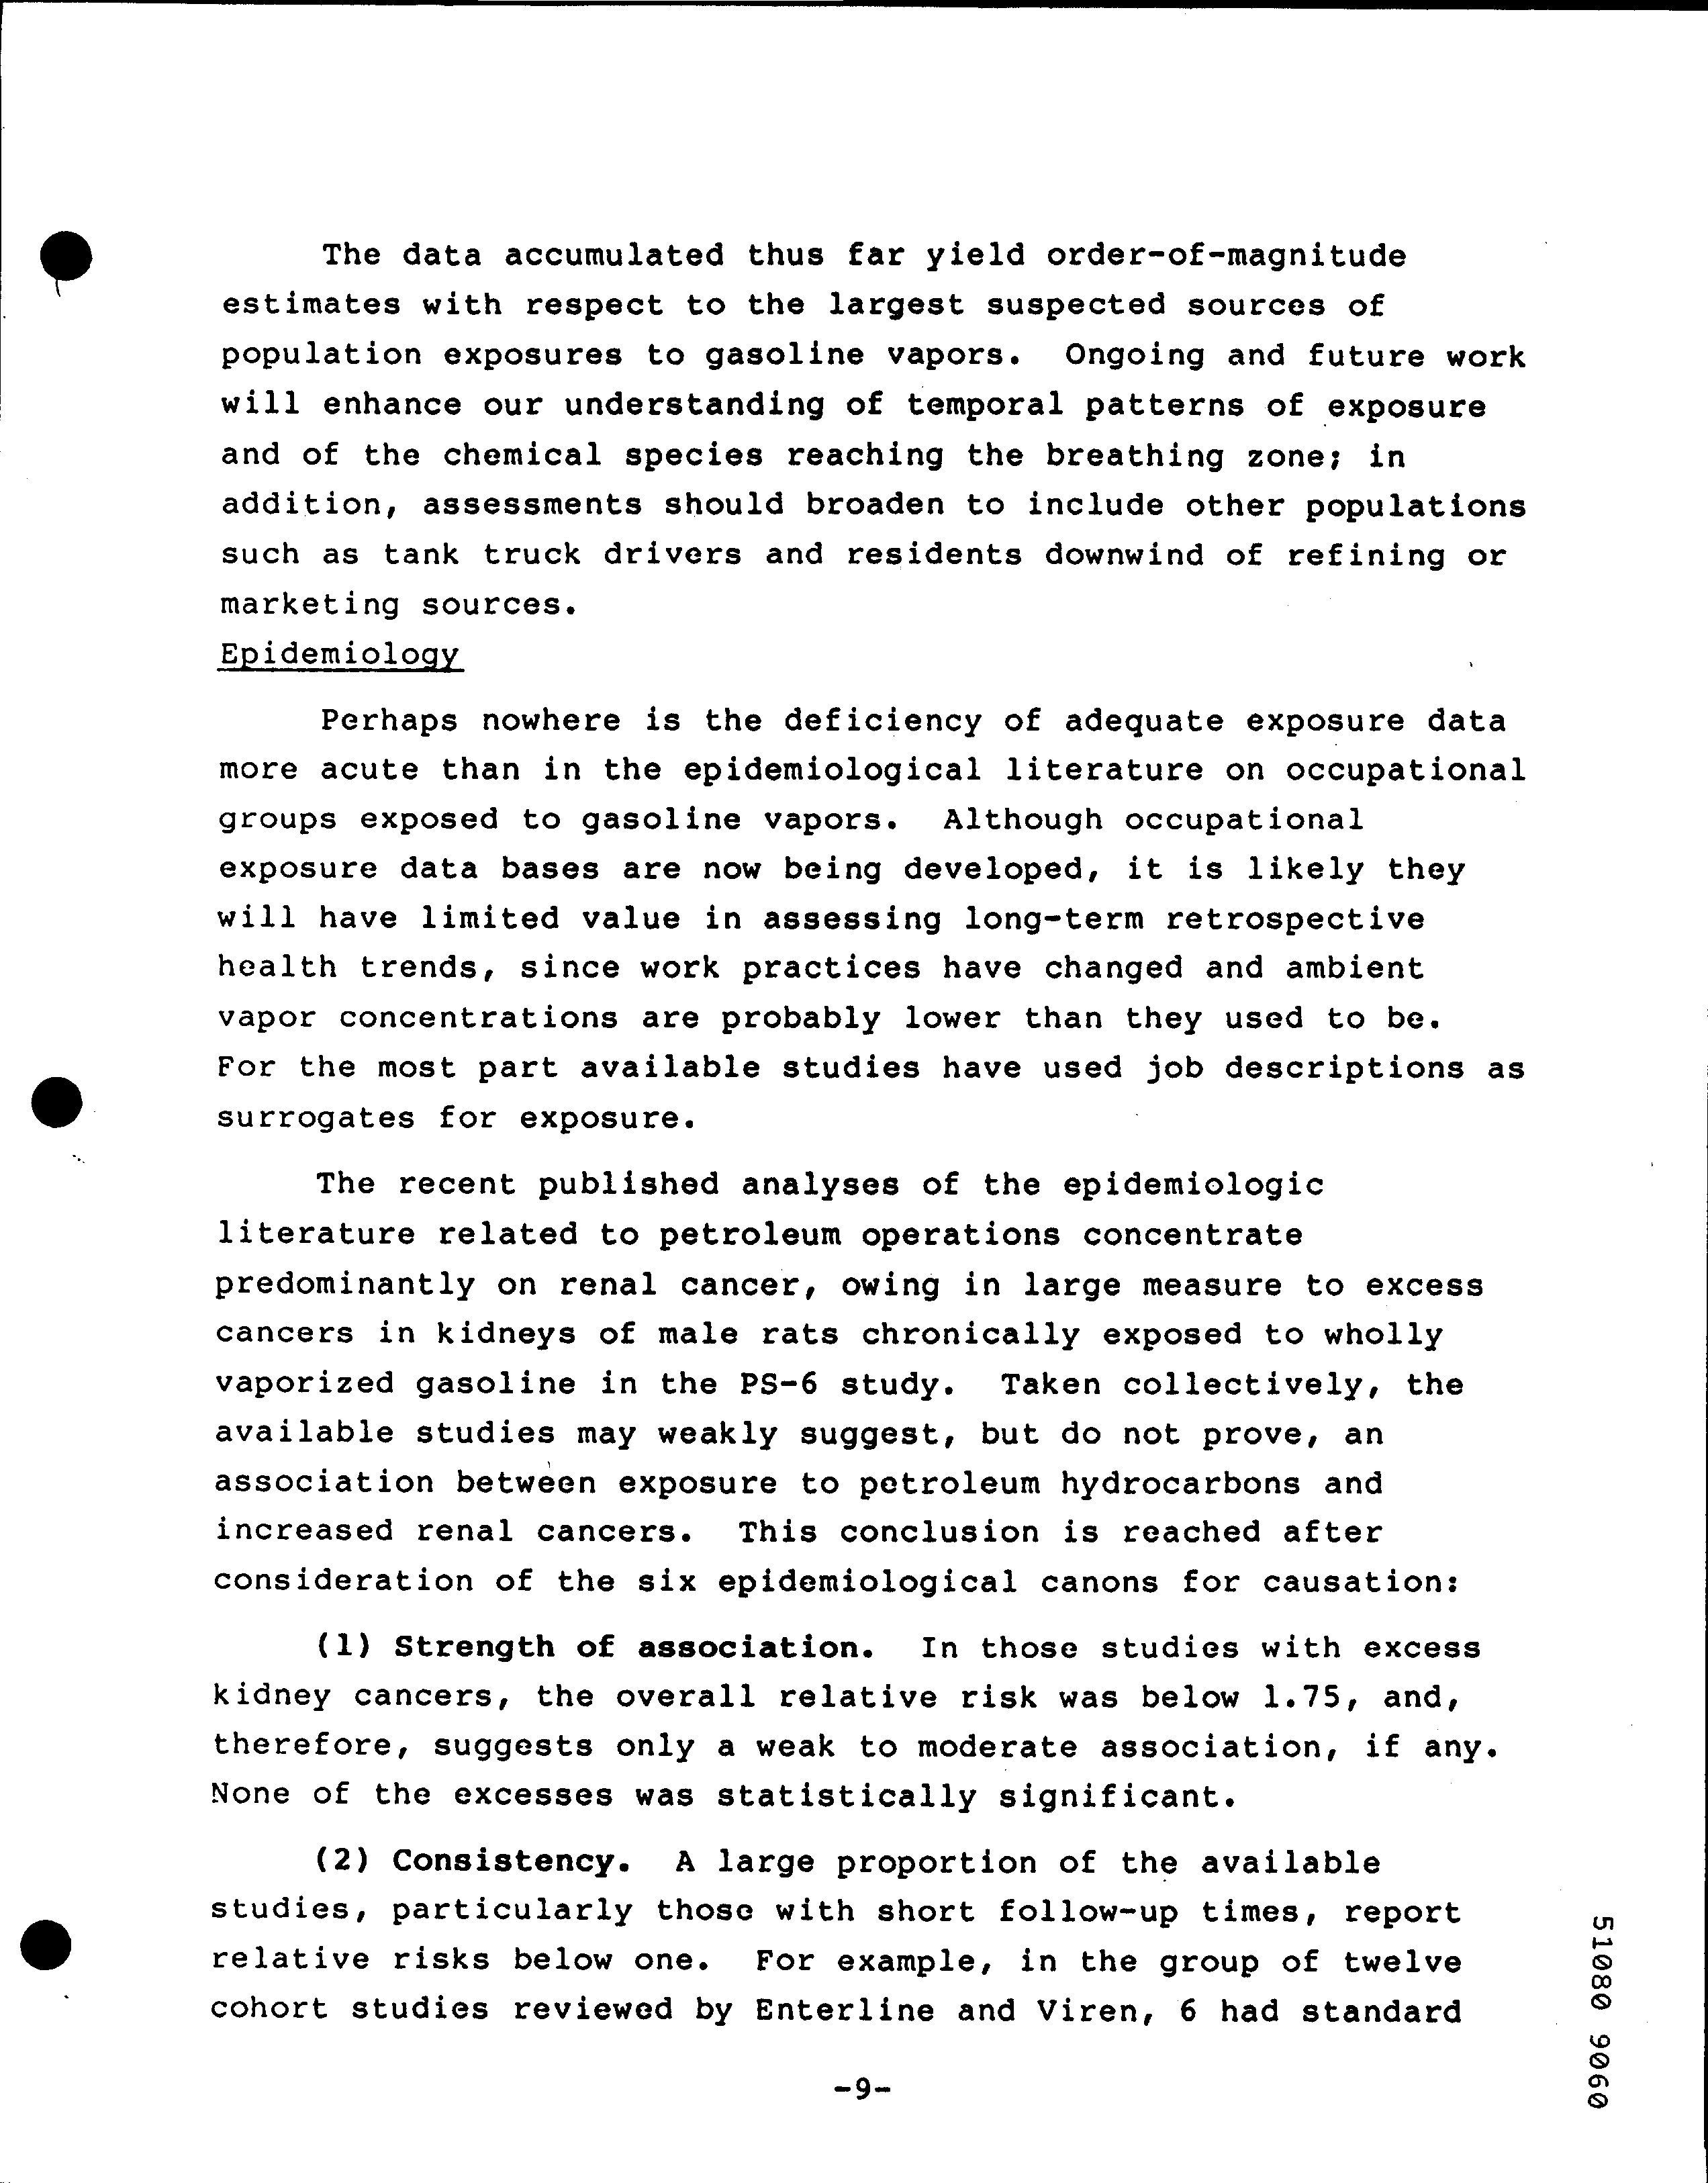 The data accumulated thus far yield order-of-magnitude
estimates with respect to the largest suspected sources of
population exposures to gasoline vapors. Ongoing and future work
will enhance our understanding of temporal patterns of exposure
and of the chemical species reaching the breathing zone; in
addition, assessments should broaden to include other populations
such as tank truck drivers and residents downwind of refining or
marketing sources.
Epidemiology
Perhaps nowhere is the deficiency of adequate exposure data
more acute than in the epidemiological literature on occupational
groups exposed to gasoline vapors. Although occupational
exposure data bases are now being developed, it is likely they
will have limited value in assessing long-term retrospective
health trends, since work practices have changed and ambient
vapor concentrations are probably lower than they used to be.
For the most part available studies have used job descriptions as
surrogates for exposure.
The recent published analyses of the epidemiologic
literature related to petroleum operations concentrate
predominantly on renal cancer, owing in large measure to excess
cancers in kidneys of male rats chronically exposed to wholly
vaporized gasoline in the PS-6 study. Taken collectively, the
available studies may weakly suggest, but do not prove, an
association between exposure to petroleum hydrocarbons and
increased renal cancers. This conclusion is reached after
consideration of the six epidemiological canons for causation:
(1) Strength of association. In those studies with excess
kidney cancers, the overall relative risk was below 1.75, and,
therefore, suggests only a weak to moderate association, if any.
None of the excesses was statistically significant.
(2) Consistency. A large proportion of the available
studies, particularly those with short follow-up times, report
relative risks below one. For example, in the group of twelve
cohort studies reviewed by Enterline and Viren, 6 had standard
-9-
51080 9060